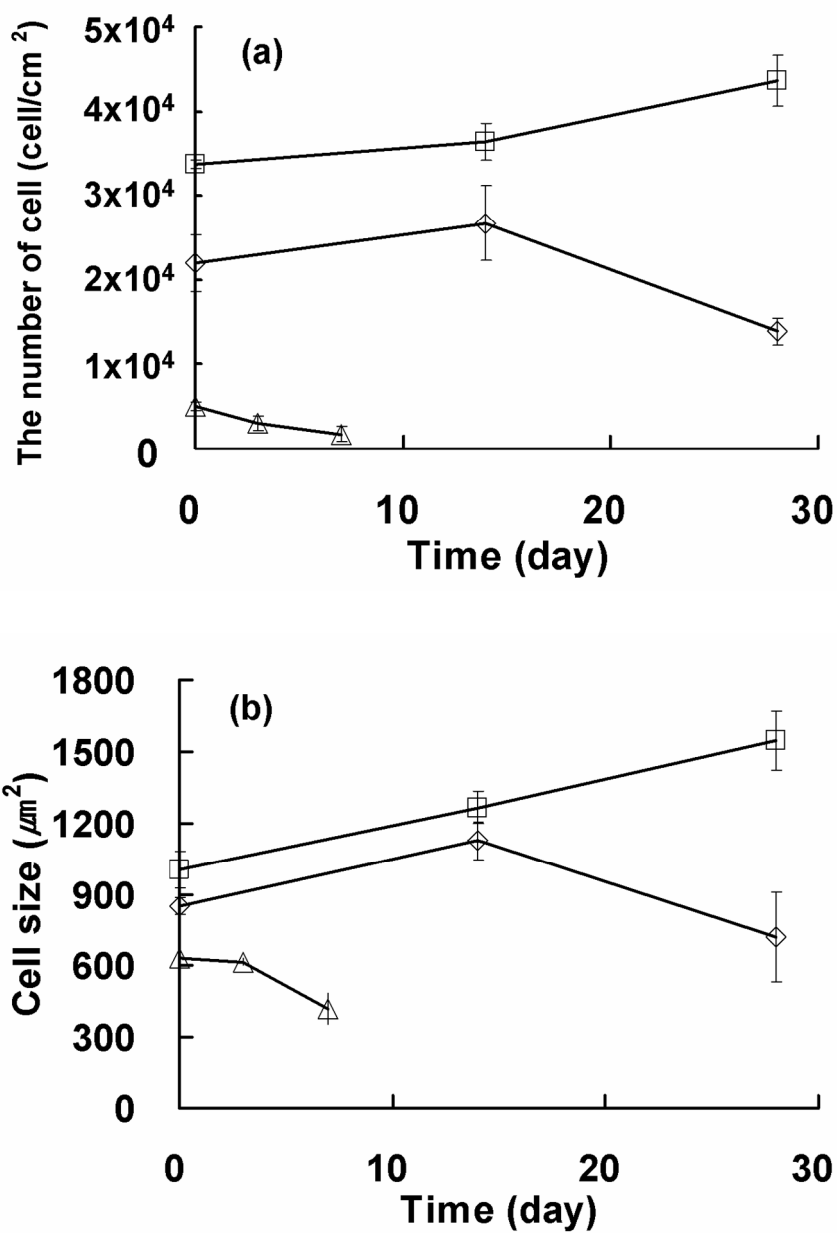 The number of cell (cell/cm²)
(a)
5x10⁴
4x10⁴
3x10⁴
2x10⁴
1x10⁴
0
0 10 20 30
Time (day)
Cell size (㎛²)
(b)
1800
1500
1200
900
600
300
0
0 10 20 30
Time (day)